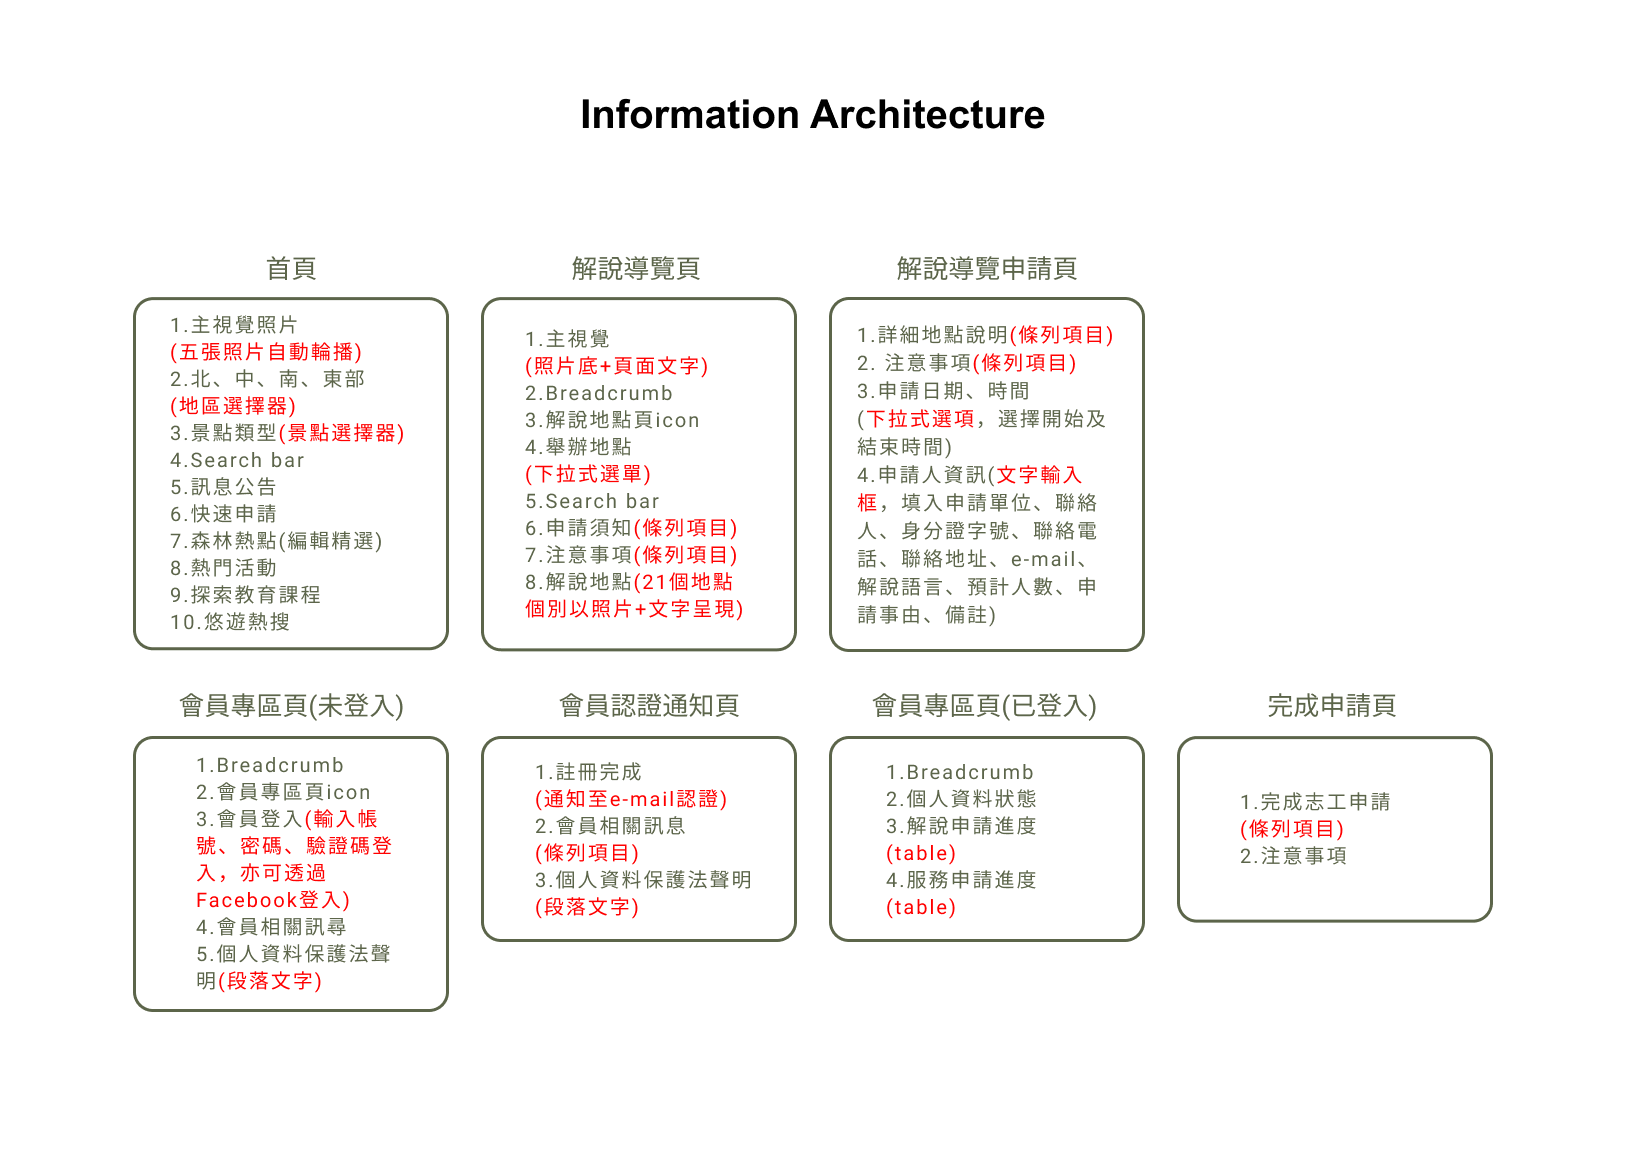 Information Architecture
首頁
1.主視覺照片
(五張照片自動輪播)
2.北、中、南、東部
(地區選擇器)
3.景點類型(景點選擇器)
4.Search bar
5.訊息公告
6.快速申請
7.森林熱點(編輯精選)
8.熱門活動
9.探索教育課程
10.悠遊熱搜
解說導覽頁
1.主視覺
(照片底+頁面文字)
2.Breadcrumb
3.解說地點頁icon
4.舉辦地點
(下拉式選單)
5.Search bar
6.申請須知(條列項目)
7.注意事項(條列項目)
8.解說地點(21個地點
個別以照片+文字呈現)
解說導覽申請頁
1.詳細地點說明(條列項目)
2. 注意事項(條列項目)
3.申請日期、時間
(下拉式選項，選擇開始及
結束時間)
4.申請人資訊(文字輸入
框，填入申請單位、聯絡
人、身分證字號、聯絡電
話、聯絡地址、e-mail、
解說語言、預計人數、申
請事由、備註)
會員專區頁(未登入)
1.Breadcrumb
2.會員專區頁icon
3.會員登入(輸入帳
號、密碼、驗證碼登
入，亦可透過
Facebook登入)
4.會員相關訊尋
5.個人資料保護法聲
明(段落文字)
會員認證通知頁
1.註冊完成
(通知至e-mail認證)
2.會員相關訊息
(條列項目)
3.個人資料保護法聲明
(段落文字)
會員專區頁(已登入)
1.Breadcrumb
2.個人資料狀態
3.解說申請進度
(table)
4.服務申請進度
(table)
完成申請頁
1.完成志工申請
(條列項目)
2.注意事項